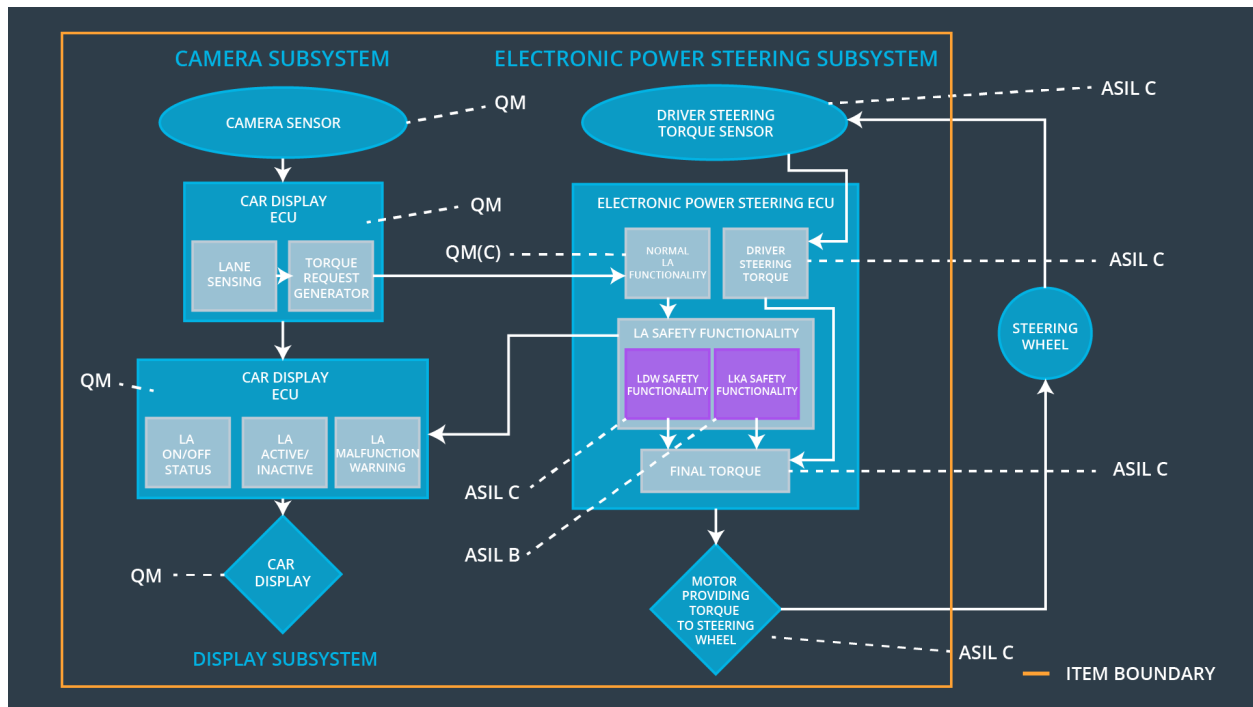 CAMERA SUBSYSTEM
ELECTRONIC POWER STEERING SUBSYSTEM
CAMERA SENSOR
QM
DRIVER STEERING
TORQUE SENSOR
ASIL C
CAR DISPLAY
ECU
QM
LANE
SENSING
TORQUE
REQUEST
GENERATOR
ELECTRONIC POWER STEERING ECU
QM(C)
NORMAL
LA
FUNCTIONALITY
DRIVER
STEERING
TORQUE
ASIL C
LA SAFETY FUNCTIONALITY
LDW SAFETY
FUNCTIONALITY
LKA SAFETY
FUNCTIONALITY
STEERING
WHEEL
QM
CAR DISPLAY
ECU
LA
ON/OFF
STATUS
LA
ACTIVE/
INACTIVE
LA
MALFUNCTION
WARNING
FINAL TORQUE
ASIL C
ASIL C
ASIL B
QM
CAR
DISPLAY
MOTOR
PROVIDING
TORQUE
TO STEERING
WHEEL
ASIL C
DISPLAY SUBSYSTEM
ITEM BOUNDARY